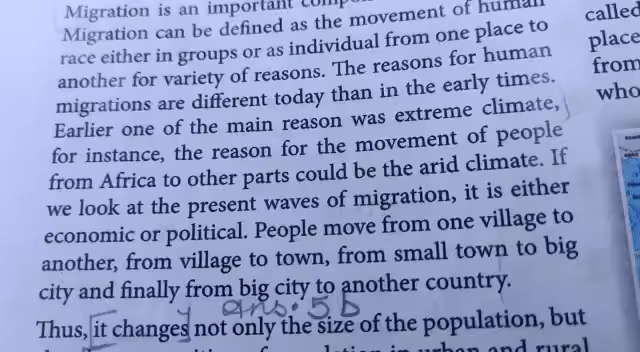 Migration is an important
Migration can be defined as the movement of human
race either in groups or as individual from one place to
another for variety of reasons. The reasons for human
migrations are different today than in the early times.
Earlier one of the main reason was extreme climate,
for instance, the reason for the movement of people
from Africa to other parts could be the arid climate. If
we look at the present waves of migration, it is either
economic or political. People move from one village to
another, from village to town, from small town to big
city and finally from big city to another country.
ans. 5 b
Thus, it changes not only the size of the population, but
in urban and rural
called
place
from
who